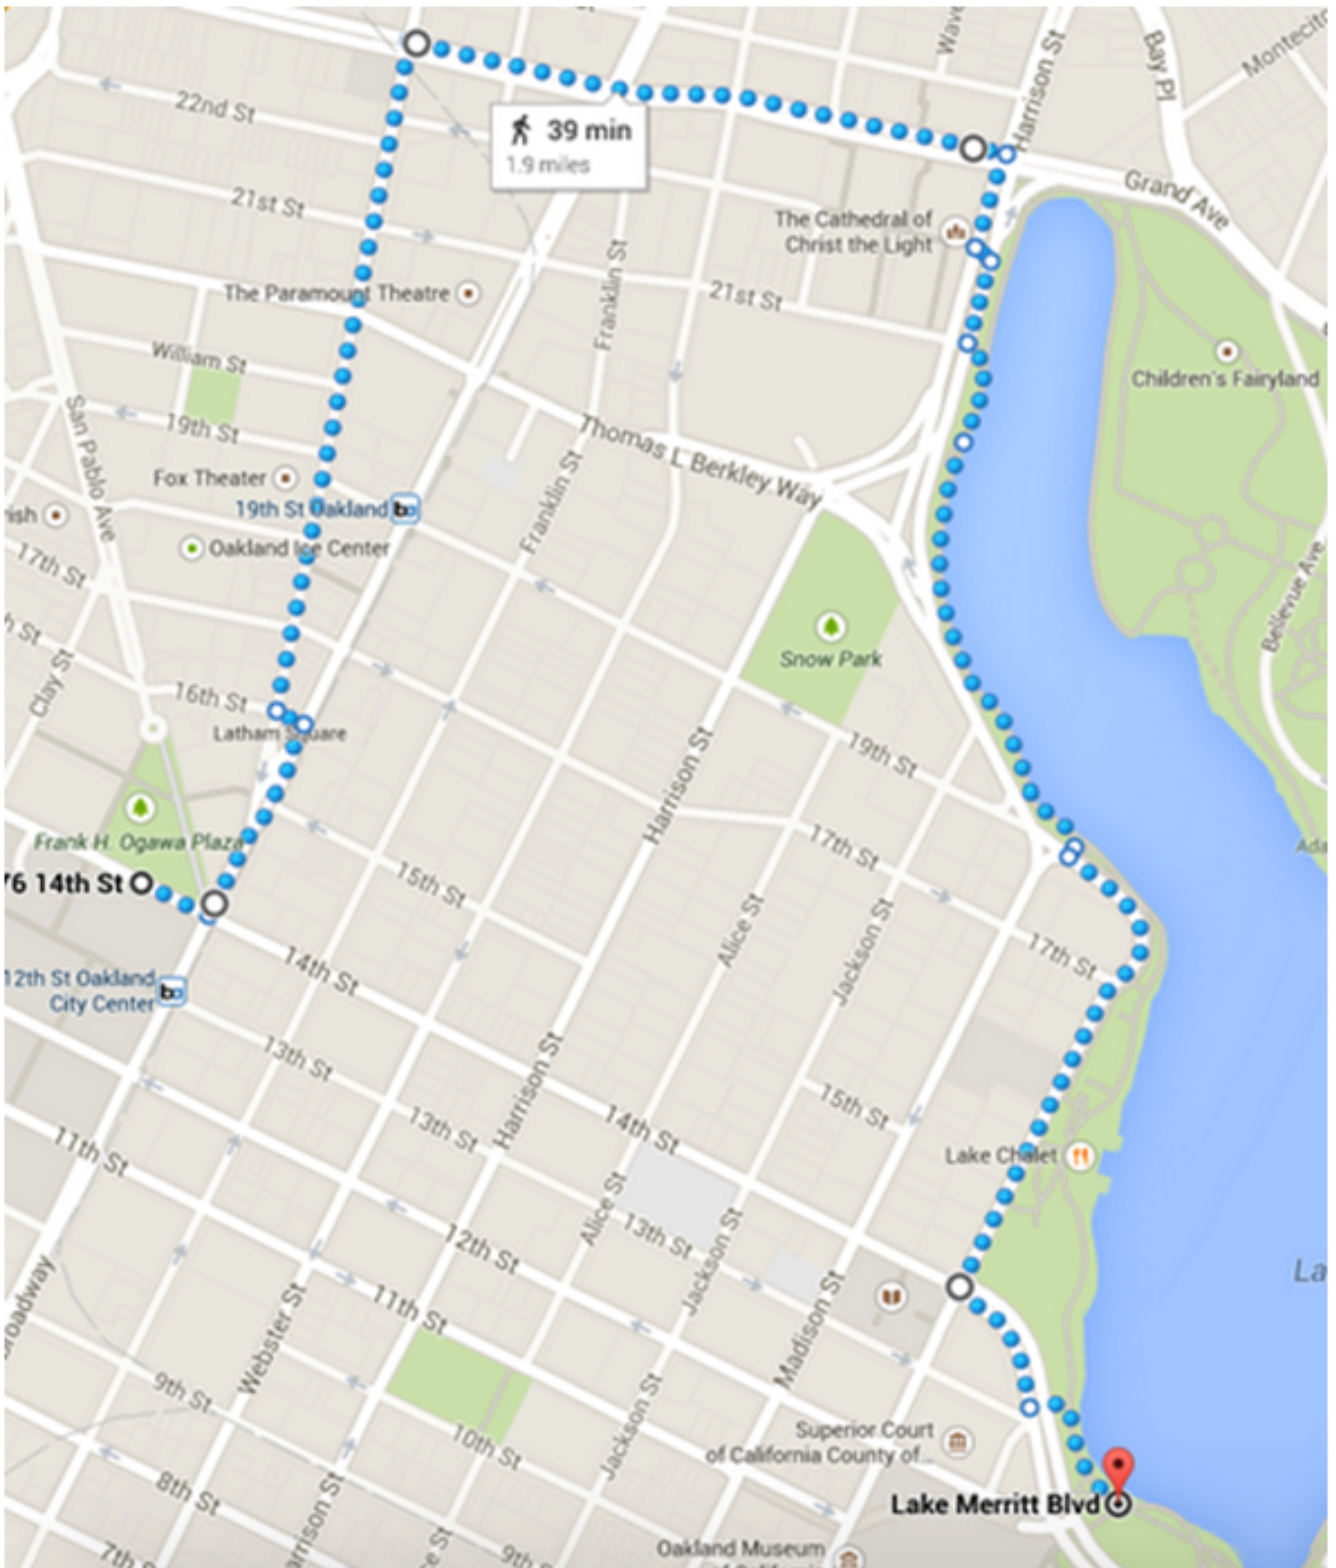 Harrison St
Bay Pl
22nd St
39 min
1.9 miles
Grand Ave
21st St
The Cathedral of
Christ the Light
Franklin St
The Paramount Theatre
21st St
William St
Children's Fairyland
San Pablo Ave
19th St
Thomas L Berkley Way
Fox Theater
19th St Oakland
Franklin St
Oakland Ice Center
17th St
Bellevue Ave
Snow Park
Clay St
16th St
Latham Square
19th St
Harrison St
Frank H. Ogawa Plaza
17th St
76 14th St
15th St
Alice St
Jackson St
17th St
12th St Oakland
City Center
14th St
13th St
Harrison St
15th St
13th St
14th St
11th St
Lake Chalet
Alice St
13th St
12th St
Jackson St
11th St
Madison St
Webster St
9th St
Jackson St
Superior Court
of California County of...
10th St
8th St
Lake Merritt Blvd
Oakland Museum
9th St